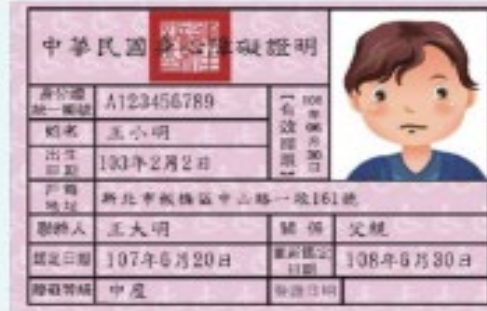 中華民國身心障礙證明
身分證統一編號 A123456789
姓名 王小明
出生日期 103年2月2日
【有效期限】 108年06月30日
戶籍地址 新北市板橋區中山路一段161號
聯絡人 王大明 關係 父親
鑑定日期 107年6月20日 重新鑑定日期 108年6月30日
障礙等級 中度